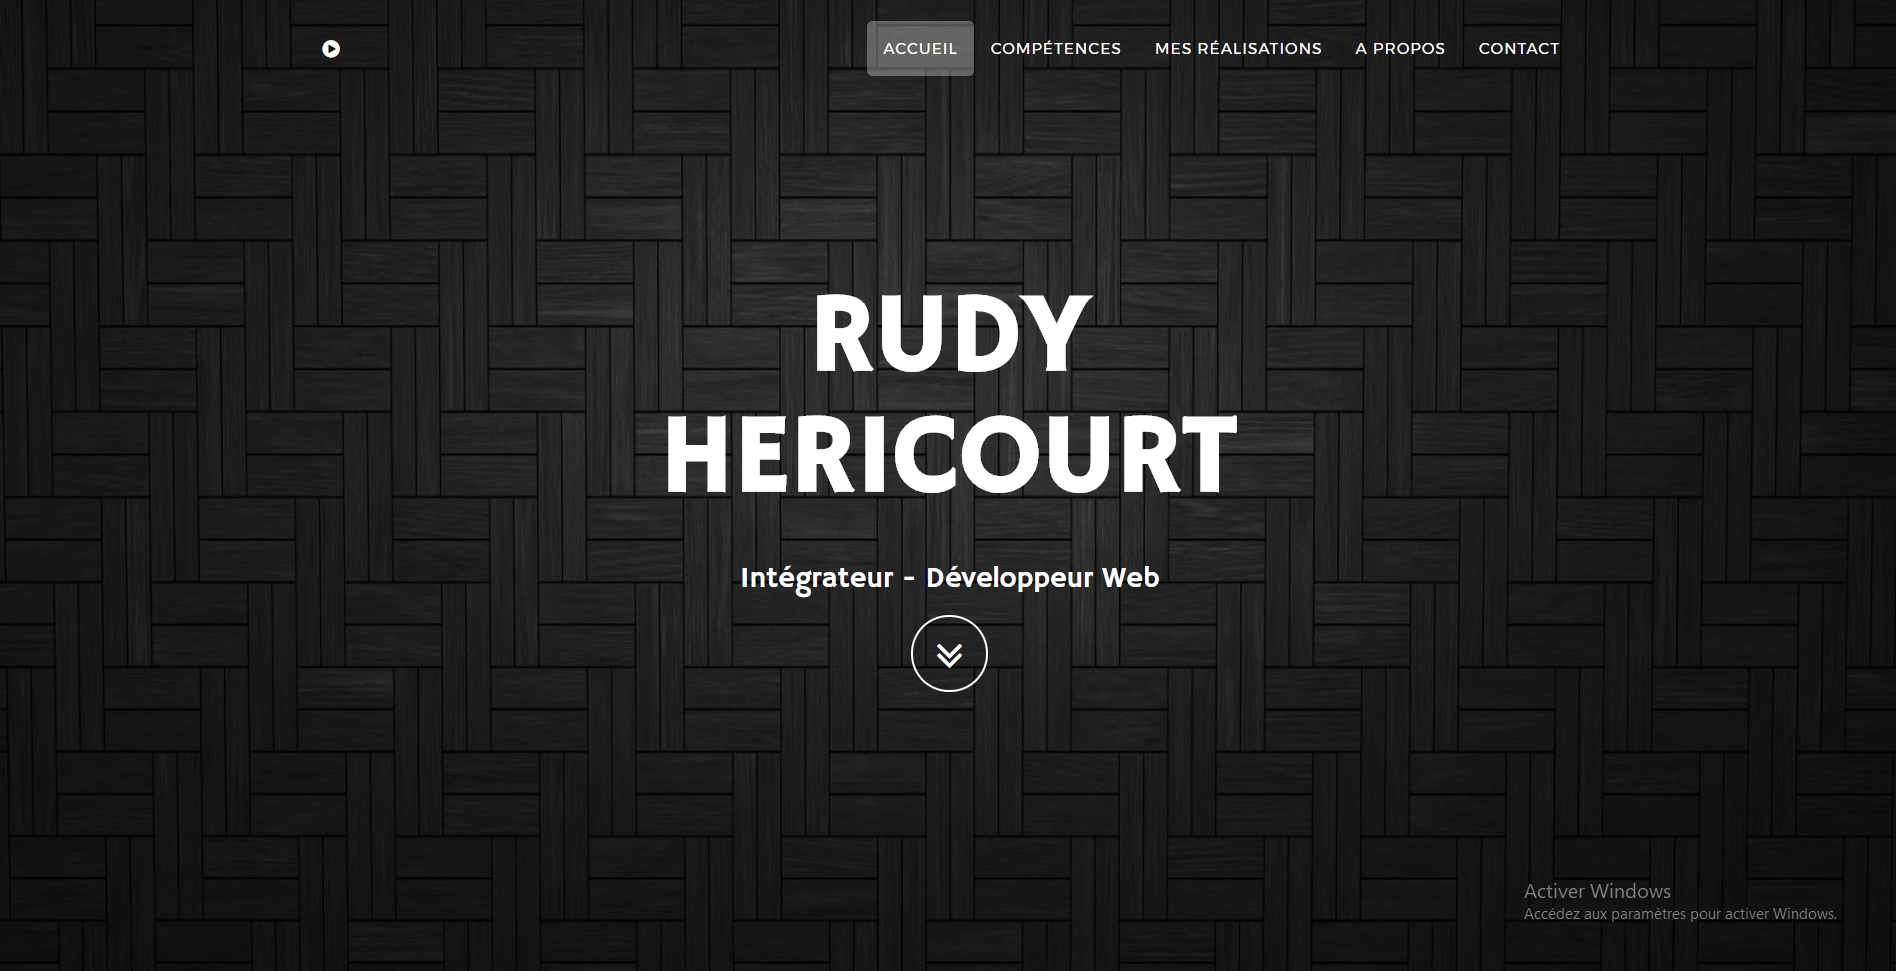 ACCUEIL COMPÉTENCES MES RÉALISATIONS A PROPOS CONTACT
RUDY
HERICOURT
Intégrateur - Développeur Web
Activer Windows
Accédez aux paramètres pour activer Windows.